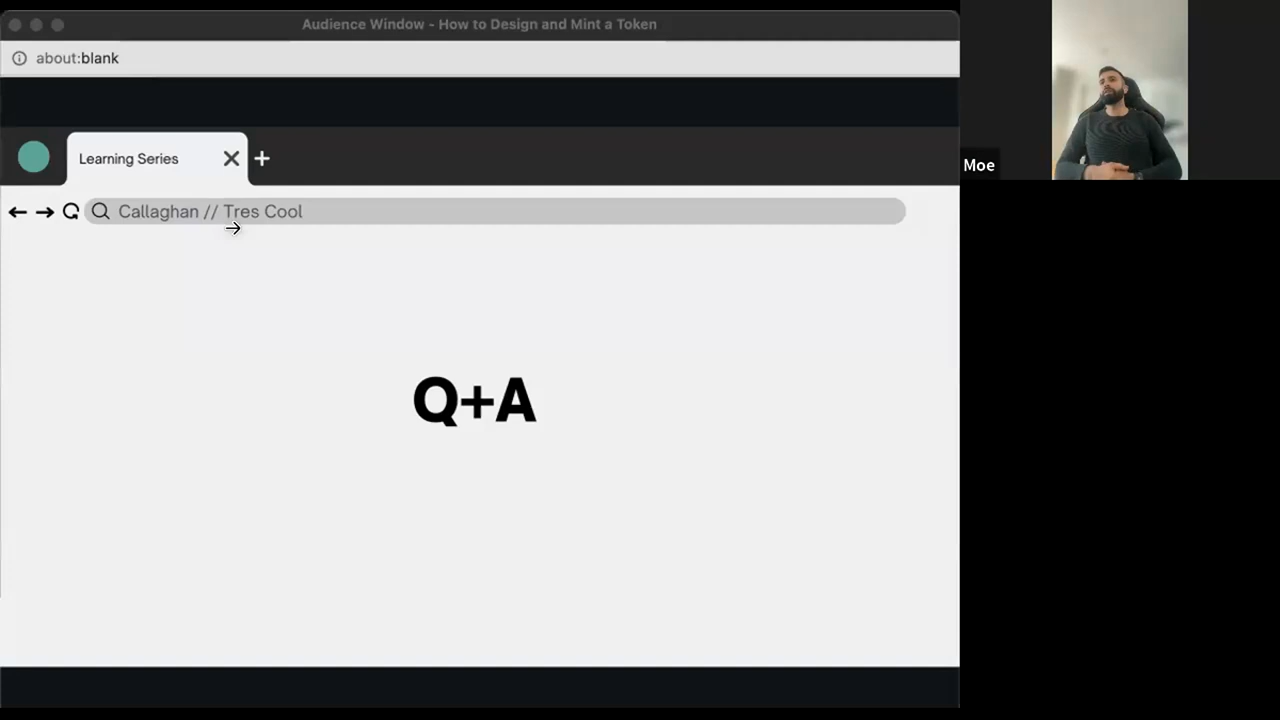 Audience Window - How to Design and Mint a Token
about:blank
Learning Series
Callaghan // Tres Cool
Q+A
Moe